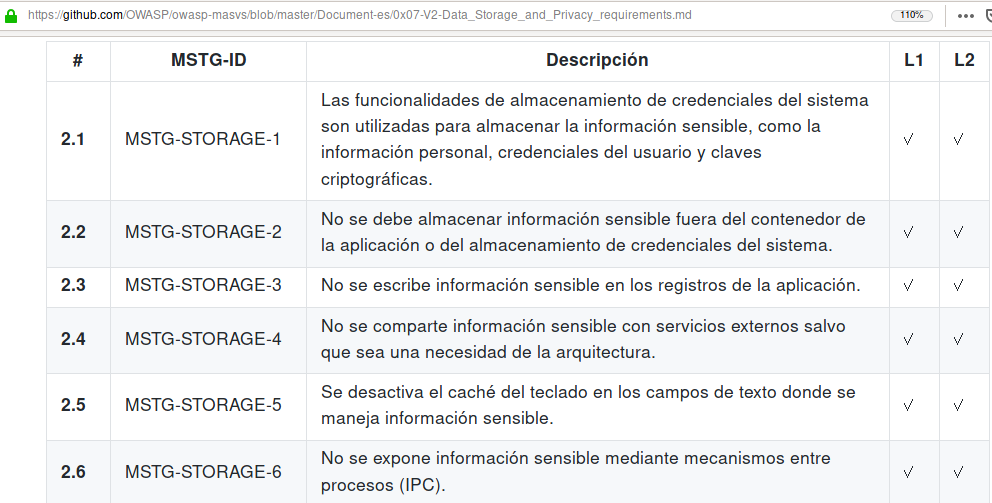 https://github.com/OWASP/owasp-masvs/blob/master/Document-es/0x07-V2-Data_Storage_and_Privacy_requirements.md 110%
# MSTG-ID Descripción L1 L2
Las funcionalidades de almacenamiento de credenciales del sistema
son utilizadas para almacenar la información sensible, como la
2.1 MSTG-STORAGE-1 ✓ ✓
información personal, credenciales del usuario y claves
criptográficas.
No se debe almacenar información sensible fuera del contenedor de
2.2 MSTG-STORAGE-2 ✓ ✓
la aplicación o del almacenamiento de credenciales del sistema.
2.3 MSTG-STORAGE-3 No se escribe información sensible en los registros de la aplicación. ✓ ✓
No se comparte información sensible con servicios externos salvo
2.4 MSTG-STORAGE-4 ✓ ✓
que sea una necesidad de la arquitectura.
Se desactiva el caché del teclado en los campos de texto donde se
2.5 MSTG-STORAGE-5 ✓ ✓
maneja información sensible.
No se expone información sensible mediante mecanismos entre
2.6 MSTG-STORAGE-6 ✓ ✓
procesos (IPC).